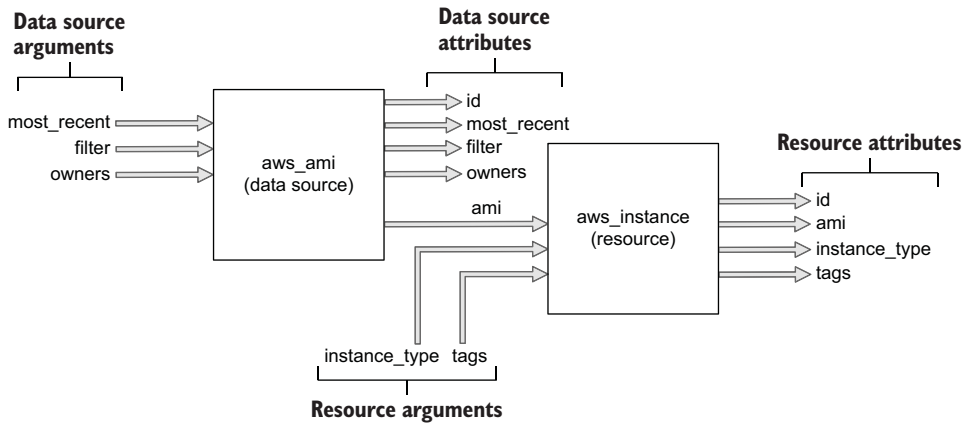 Data source
arguments
Data source
attributes
most_recent
filter
owners
aws_ami
(data source)
id
most_recent
filter
owners
ami
aws_instance
(resource)
Resource attributes
id
ami
instance_type
tags
instance_type tags
Resource arguments